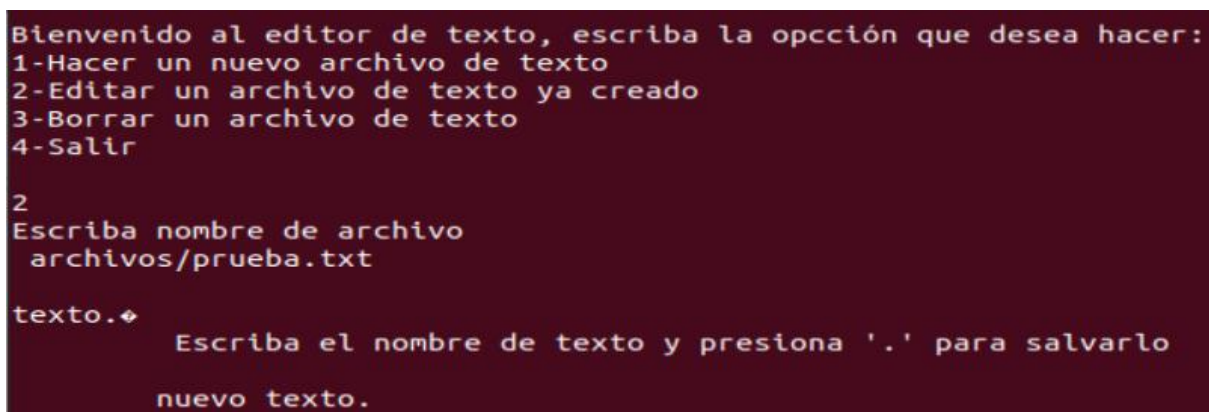 Bienvenido al editor de texto, escriba la opcción que desea hacer:
1-Hacer un nuevo archivo de texto
2-Editar un archivo de texto ya creado
3-Borrar un archivo de texto
4-Salir
2
Escriba nombre de archivo
archivos/prueba.txt
texto.�
Escriba el nombre de texto y presiona '.' para salvarlo
nuevo texto.